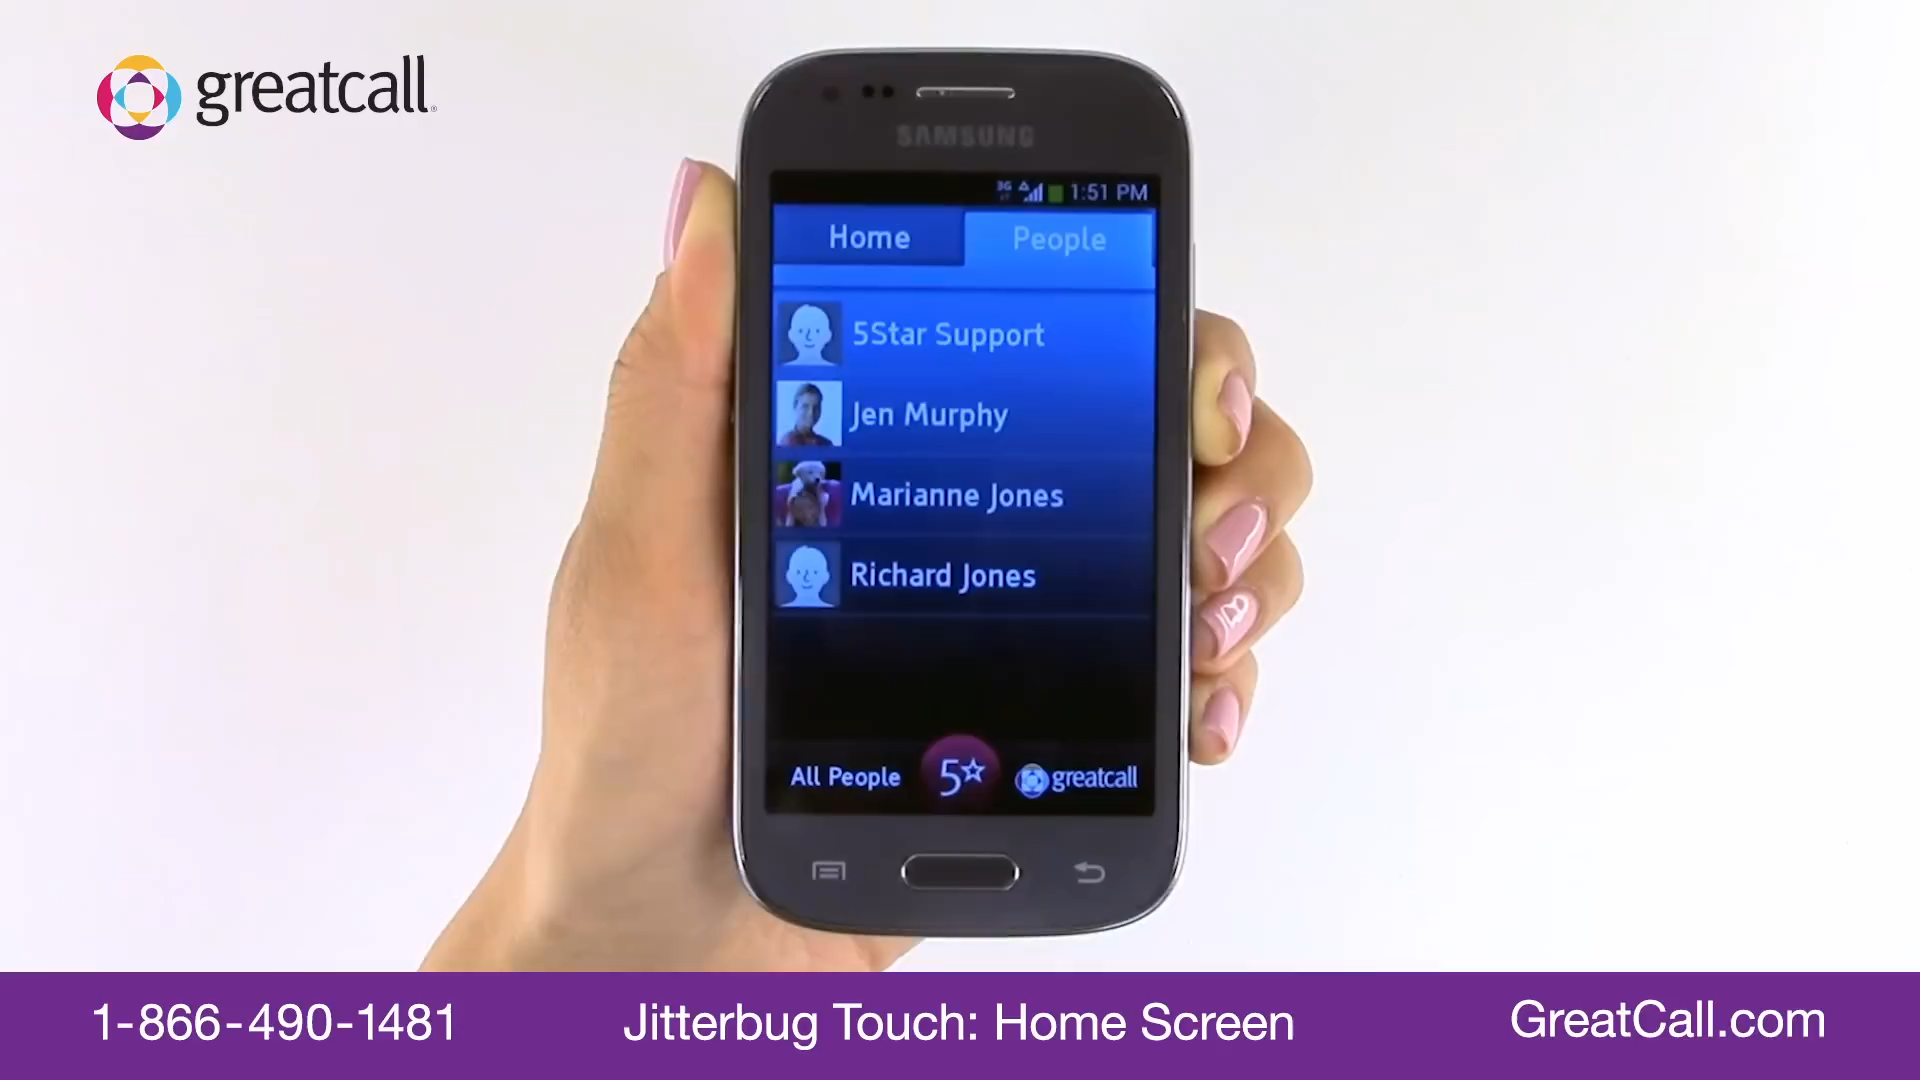 greatcall
SAMSUNG
3G 1:51 PM
Home People
5Star Support
Jen Murphy
Marianne Jones
Richard Jones
All People 5☆ greatcall
1-866-490-1481 Jitterbug Touch: Home Screen GreatCall.com